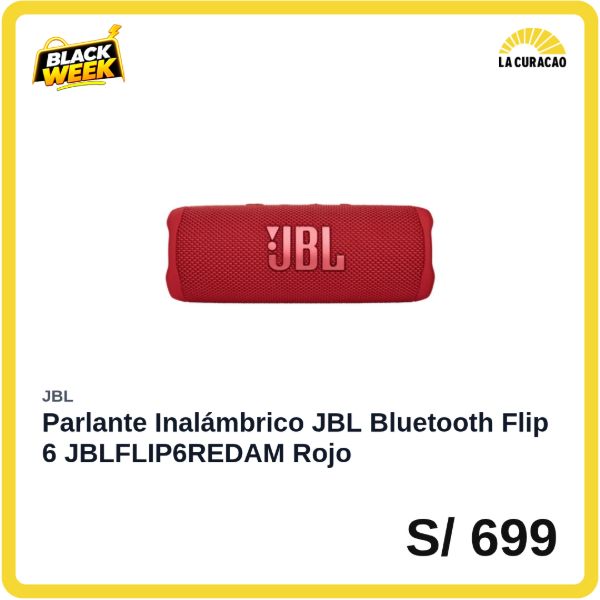 BLACK
WEEK
LA CURACAO
JBL
JBL
Parlante Inalámbrico JBL Bluetooth Flip
6 JBLFLIP6REDAM Rojo
S/ 699